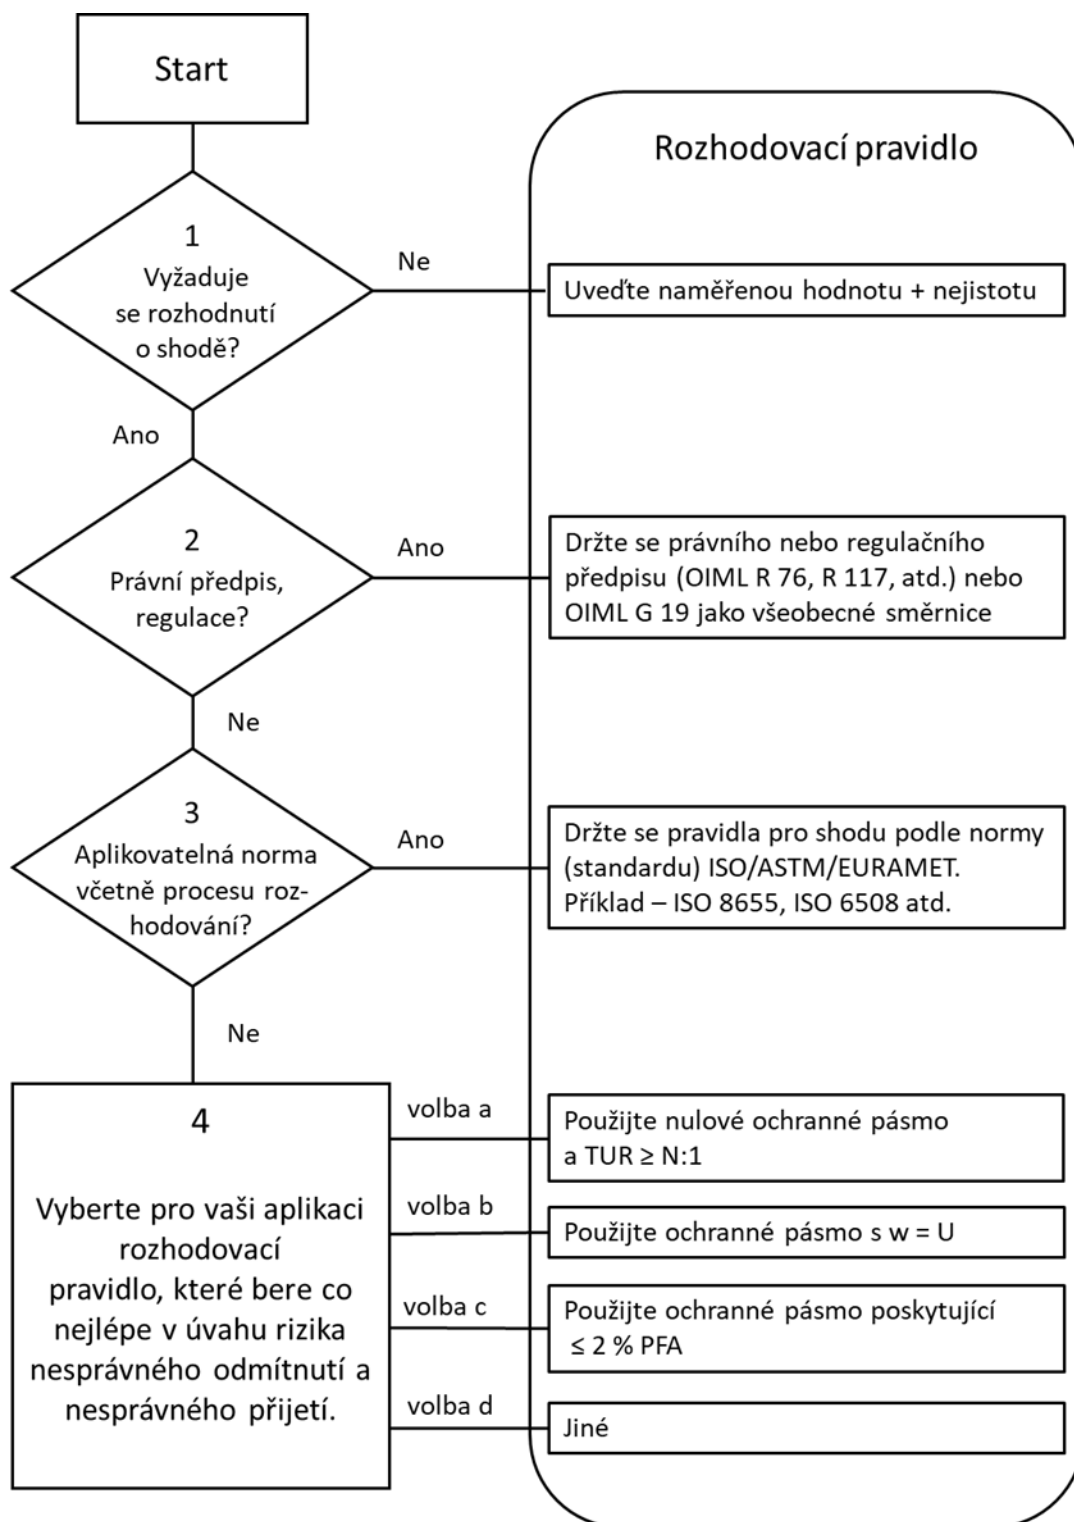 Start
Rozhodovací pravidlo
1
Vyžaduje
se rozhodnutí
o shodě?
Ne
Uveďte naměřenou hodnotu + nejistotu
Ano
2
Právní předpis,
regulace?
Ano
Držte se právního nebo regulačního
předpisu (OIML R 76, R 117, atd.) nebo
OIML G 19 jako všeobecné směrnice
Ne
3
Aplikovatelná norma
včetně procesu roz-
hodování?
Ano
Držte se pravidla pro shodu podle normy
(standardu) ISO/ASTM/EURAMET.
Příklad – ISO 8655, ISO 6508 atd.
Ne
4
Vyberte pro vaši aplikaci
rozhodovací
pravidlo, které bere co
nejlépe v úvahu rizika
nesprávného odmítnutí a
nesprávného přijetí.
volba a
Použijte nulové ochranné pásmo
a TUR ≥ N:1
volba b
Použijte ochranné pásmo s w = U
volba c
Použijte ochranné pásmo poskytující
≤ 2 % PFA
volba d
Jiné